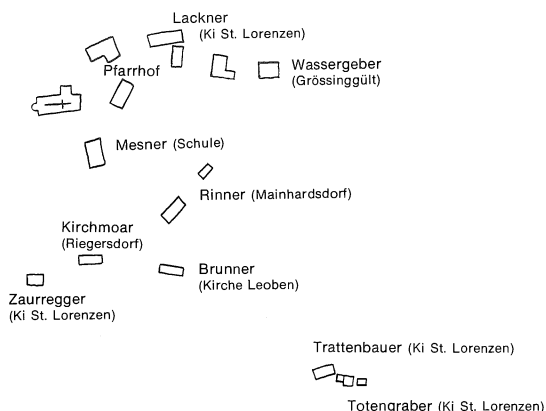 Lackner
(Ki St. Lorenzen)
Wassergeber
(Grössinggült)
Pfarrhof
Mesner (Schule)
Rinner (Mainhardsdorf)
Kirchmoar
(Riegersdorf)
Brunner
(Kirche Leoben)
Zaurregger
(Ki St. Lorenzen)
Trattenbauer (Ki St. Lorenzen)
Totengraber (Ki St. Lorenzen)